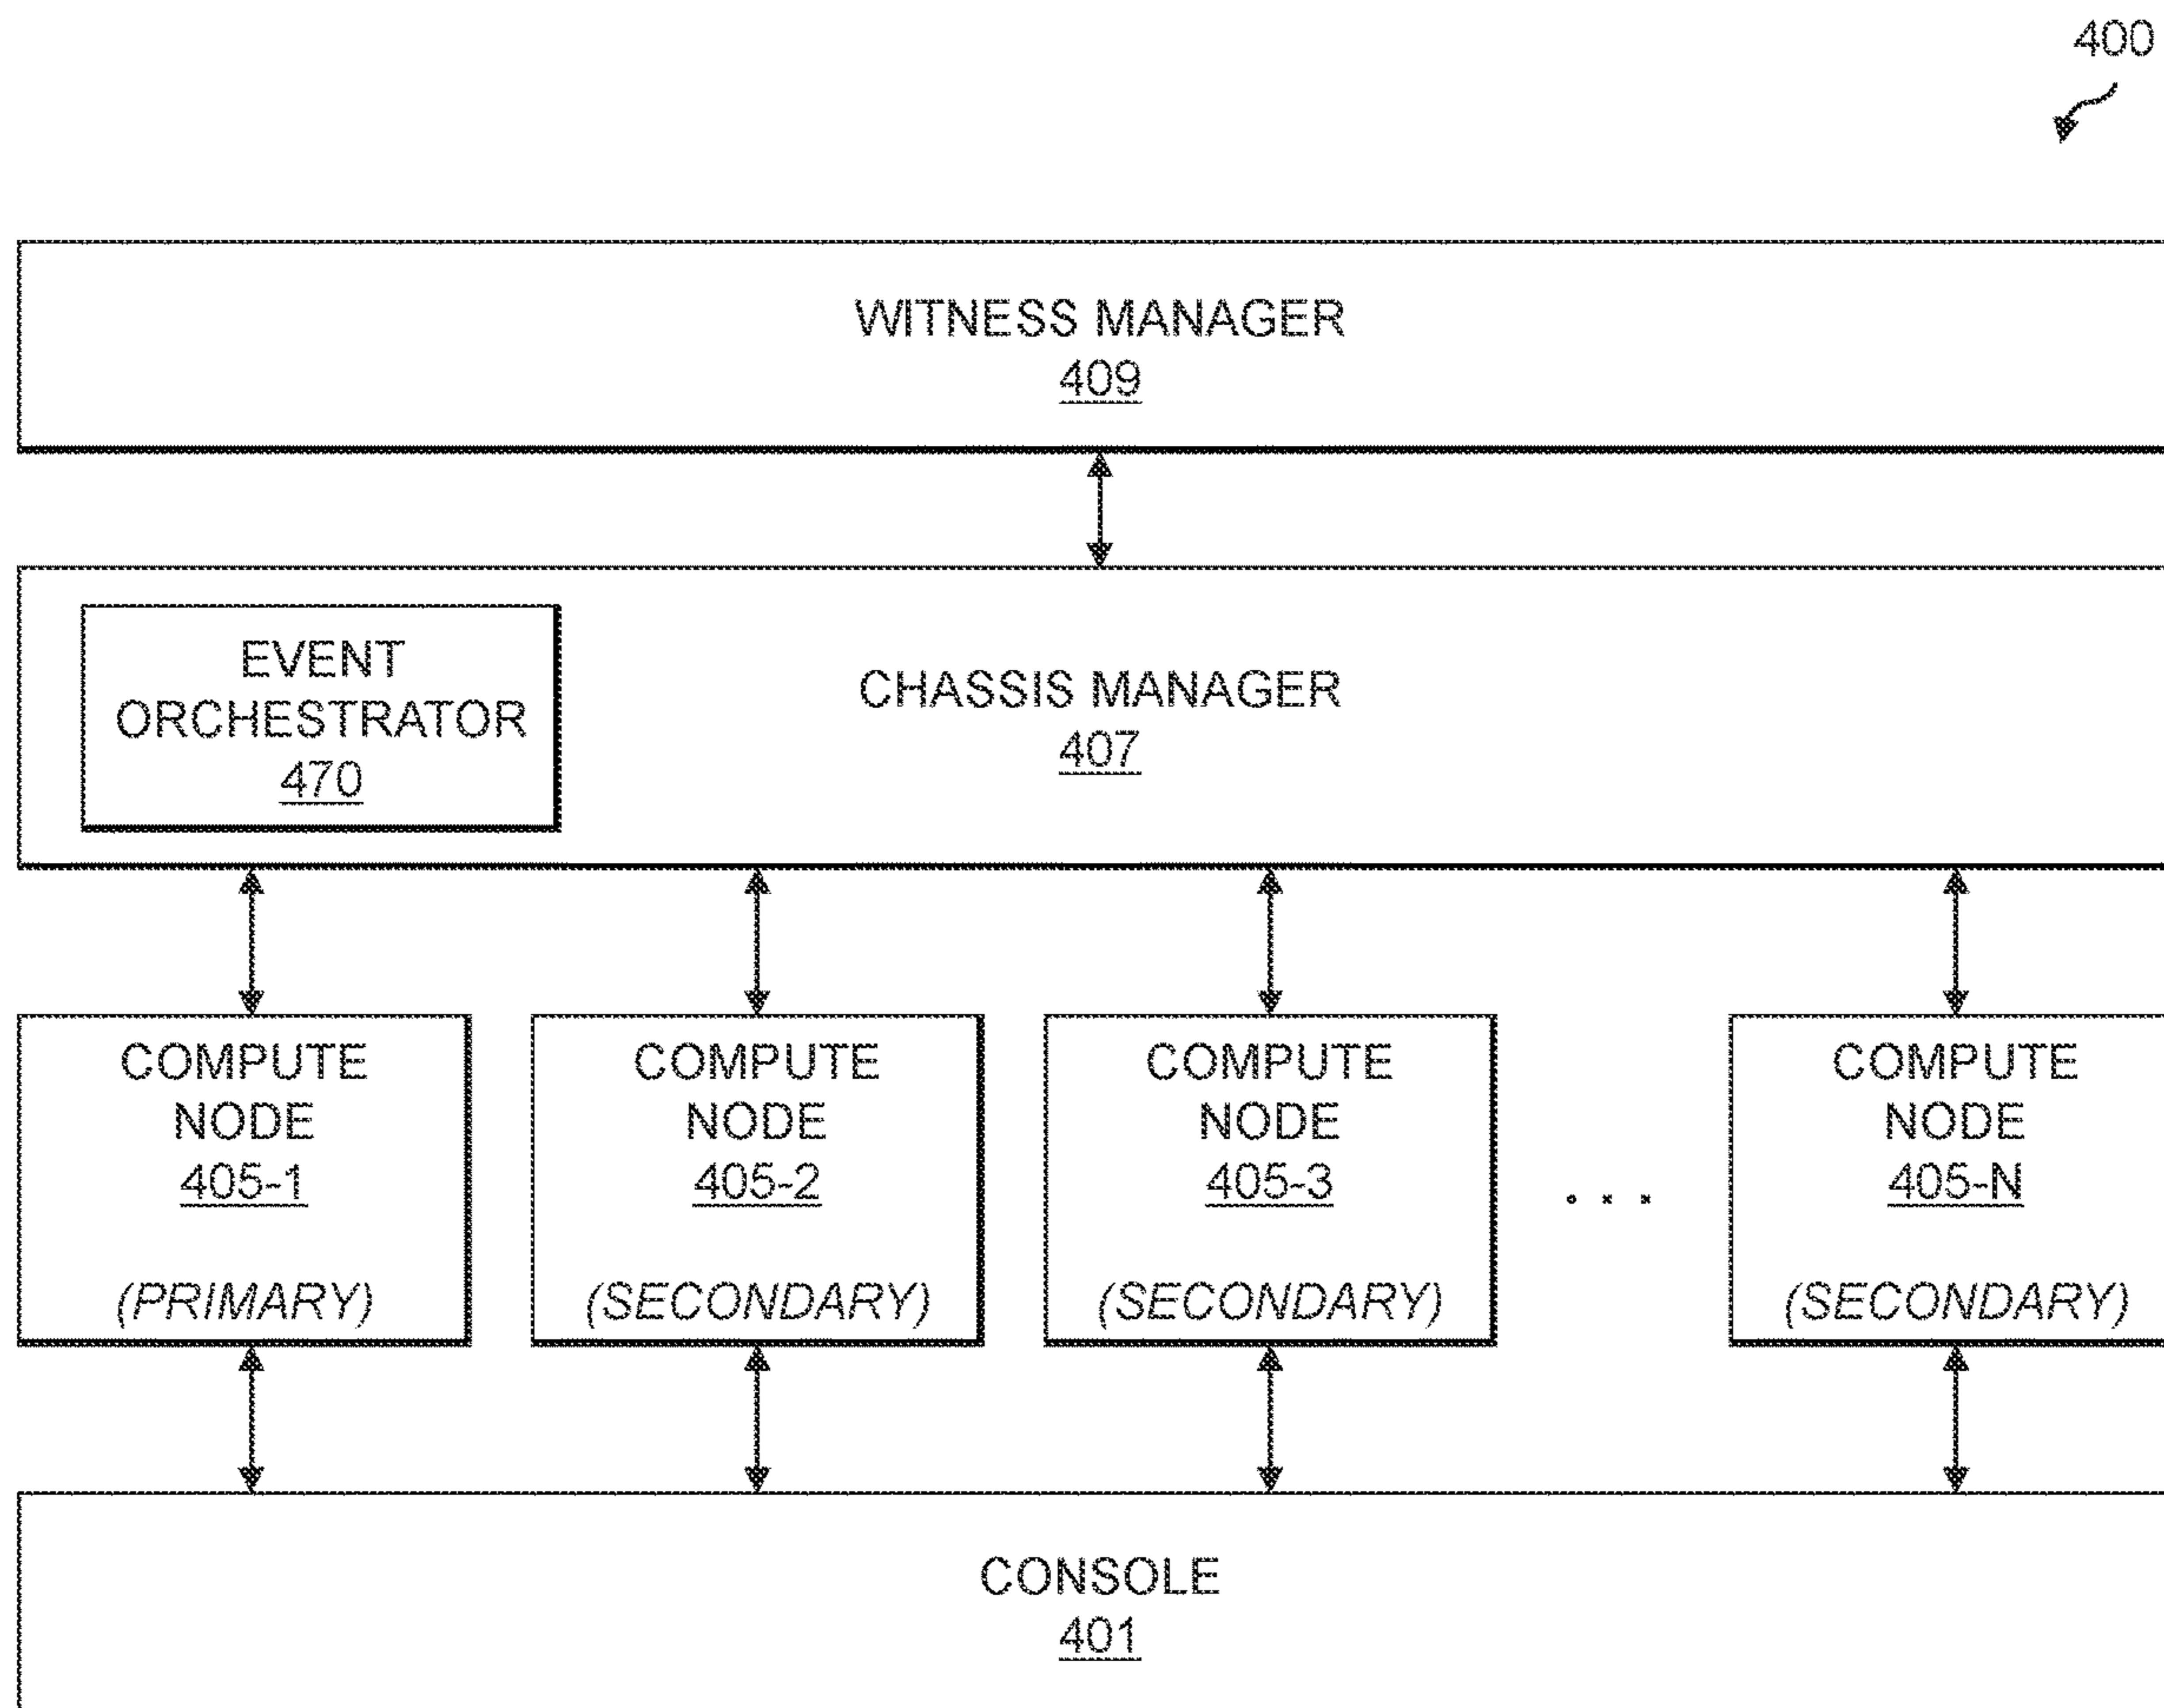 400
WITNESS MANAGER
409
EVENT
ORCHESTRATOR
470
CHASSIS MANAGER
407
COMPUTE
NODE
405-1
(PRIMARY)
COMPUTE
NODE
405-2
(SECONDARY)
COMPUTE
NODE
405-3
(SECONDARY)
. . .
COMPUTE
NODE
405-N
(SECONDARY)
CONSOLE
401